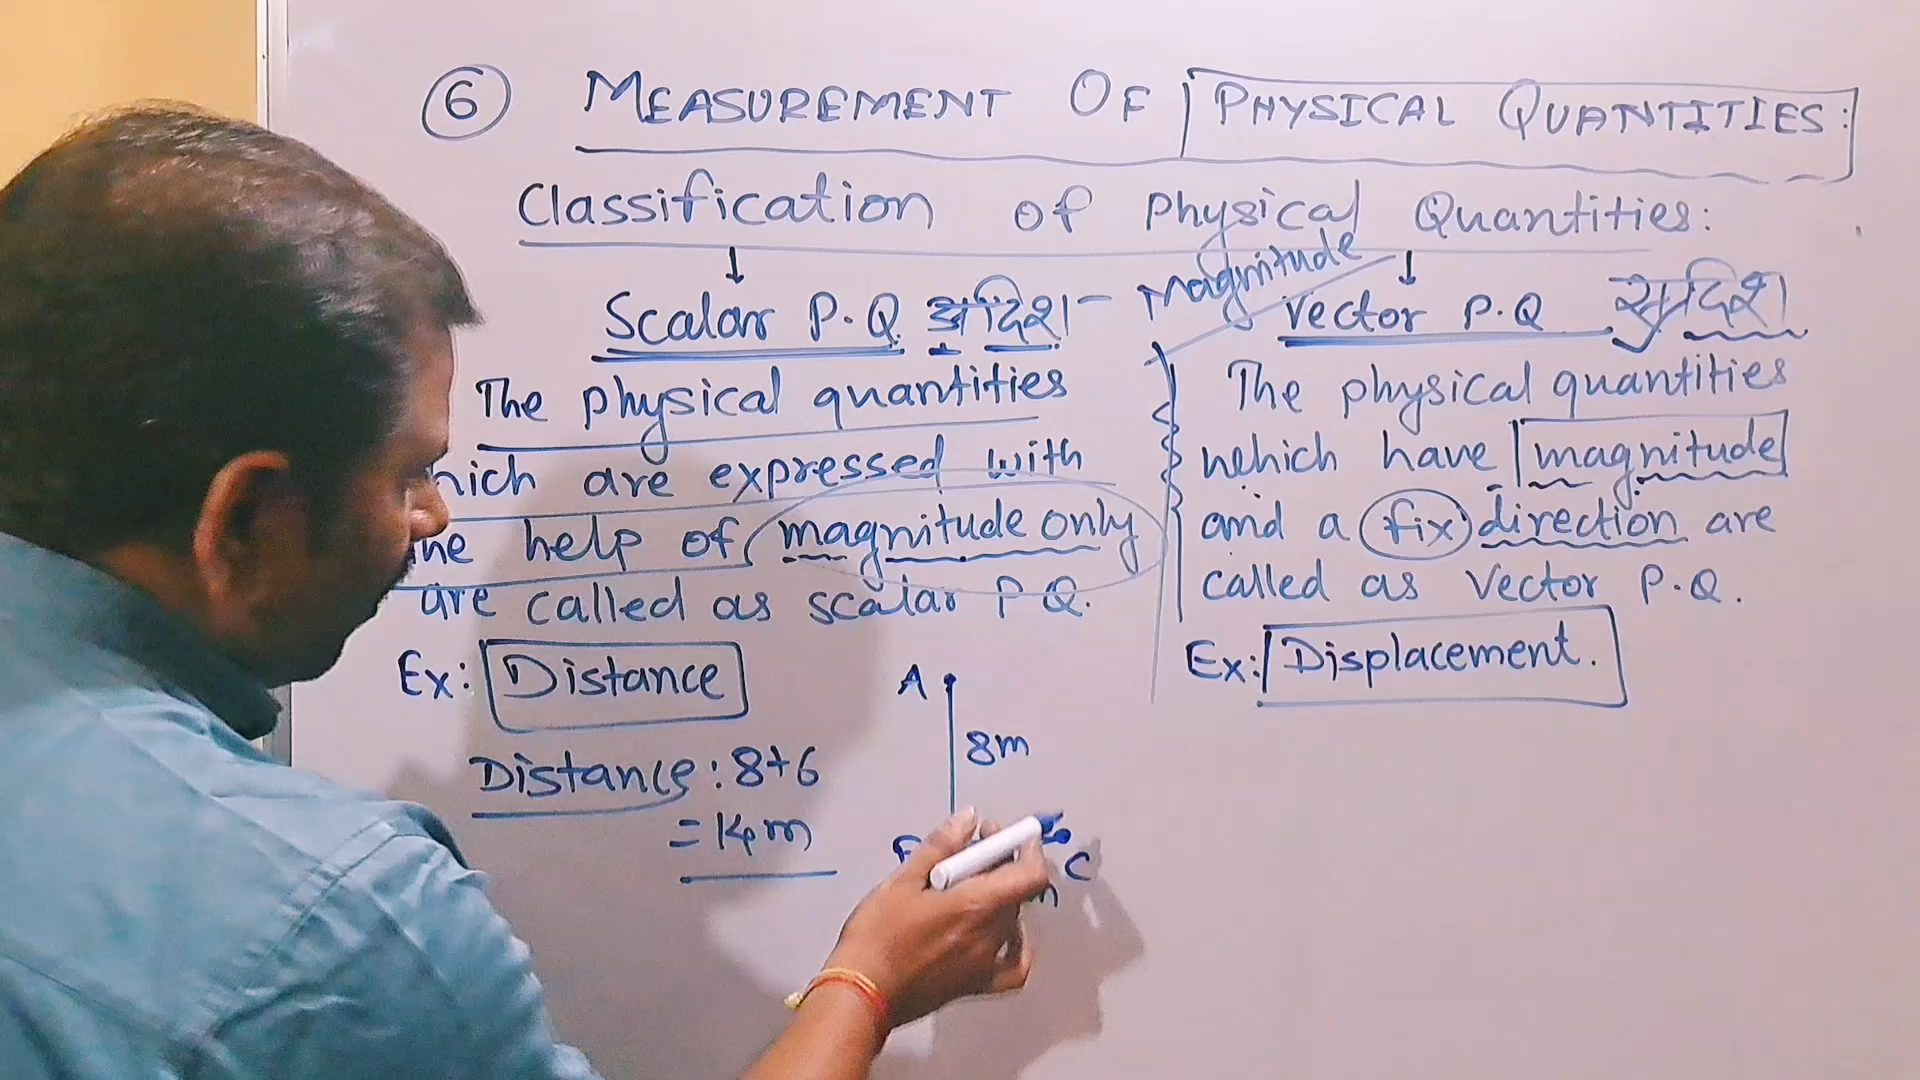 6 MEASUREMENT OF PHYSICAL QUANTITIES:
Classification of Physical Quantities:
Scalar P.Q. अदिश - Magnitude
The physical quantities
which are expressed with
the help of magnitude only
are called as scalar P.Q.
Ex: Distance
Distance: 8+6
= 14m
A
8m
B
C
m
Vector P.Q सदिश
The physical quantities
which have magnitude
and a fix direction are
called as Vector P.Q.
Ex: Displacement.